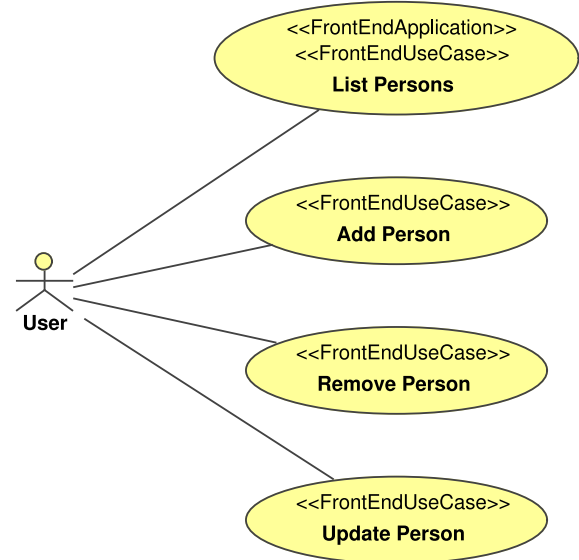 <<FrontEndApplication>>
<<FrontEndUseCase>>
List Persons
<<FrontEndUseCase>>
Add Person
User
<<FrontEndUseCase>>
Remove Person
<<FrontEndUseCase>>
Update Person